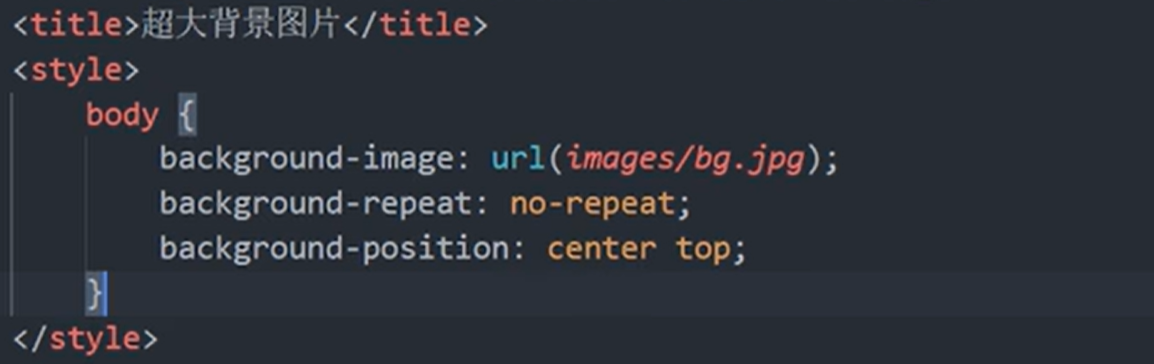 <title>超大背景图片</title>
<style>
body {
background-image: url(images/bg.jpg);
background-repeat: no-repeat;
background-position: center top;
}
</style>